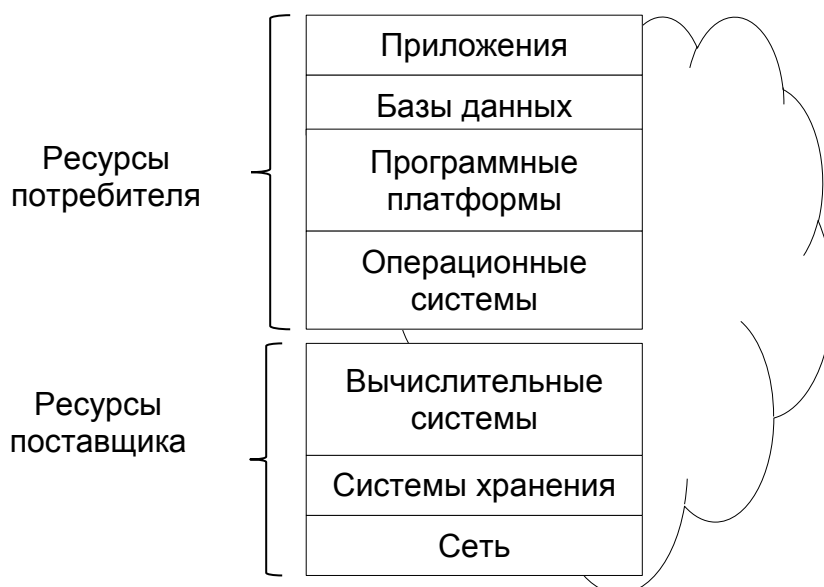 Приложения
Базы данных
Ресурсы
потребителя
Программные
платформы
Операционные
системы
Ресурсы
поставщика
Вычислительные
системы
Системы хранения
Сеть